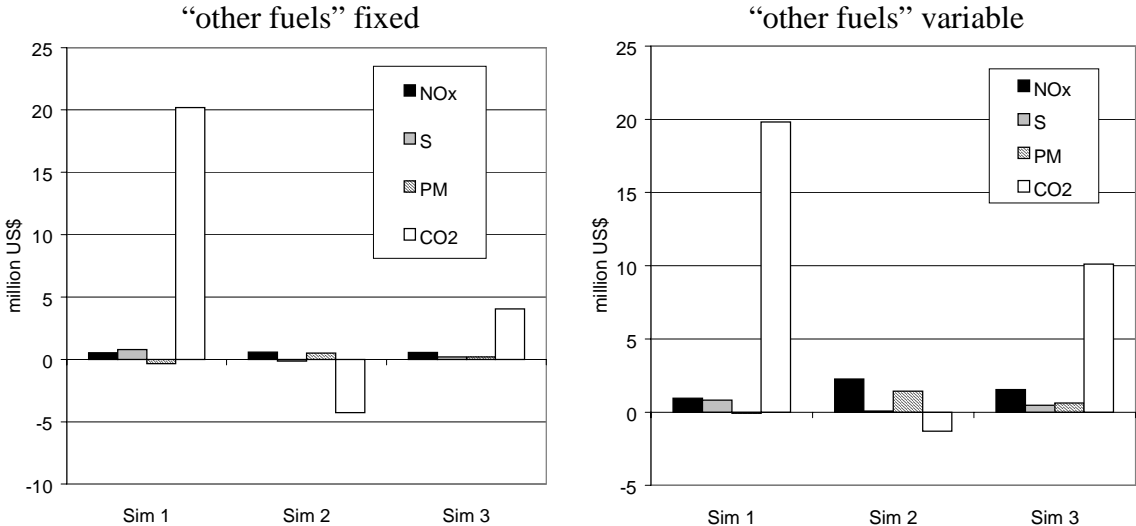 “other fuels” fixed
25
20
15
10
5
0
-5
-10
million US$
NOx
S
PM
CO2
Sim 1
Sim 2
Sim 3
“other fuels” variable
25
20
15
10
5
0
-5
million US$
NOx
S
PM
CO2
Sim 1
Sim 2
Sim 3